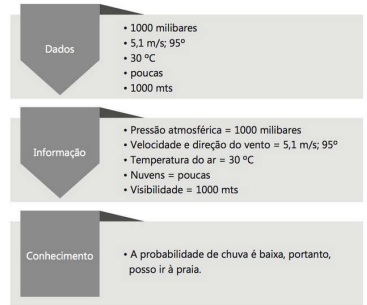 Dados
• 1000 milibares
• 5,1 m/s; 95º
• 30 ºC
• poucas
• 1000 mts
Informação
• Pressão atmosférica = 1000 milibares
• Velocidade e direção do vento = 5,1 m/s; 95º
• Temperatura do ar = 30 ºC
• Nuvens = poucas
• Visibilidade = 1000 mts
Conhecimento
• A probabilidade de chuva é baixa, portanto,
posso ir à praia.